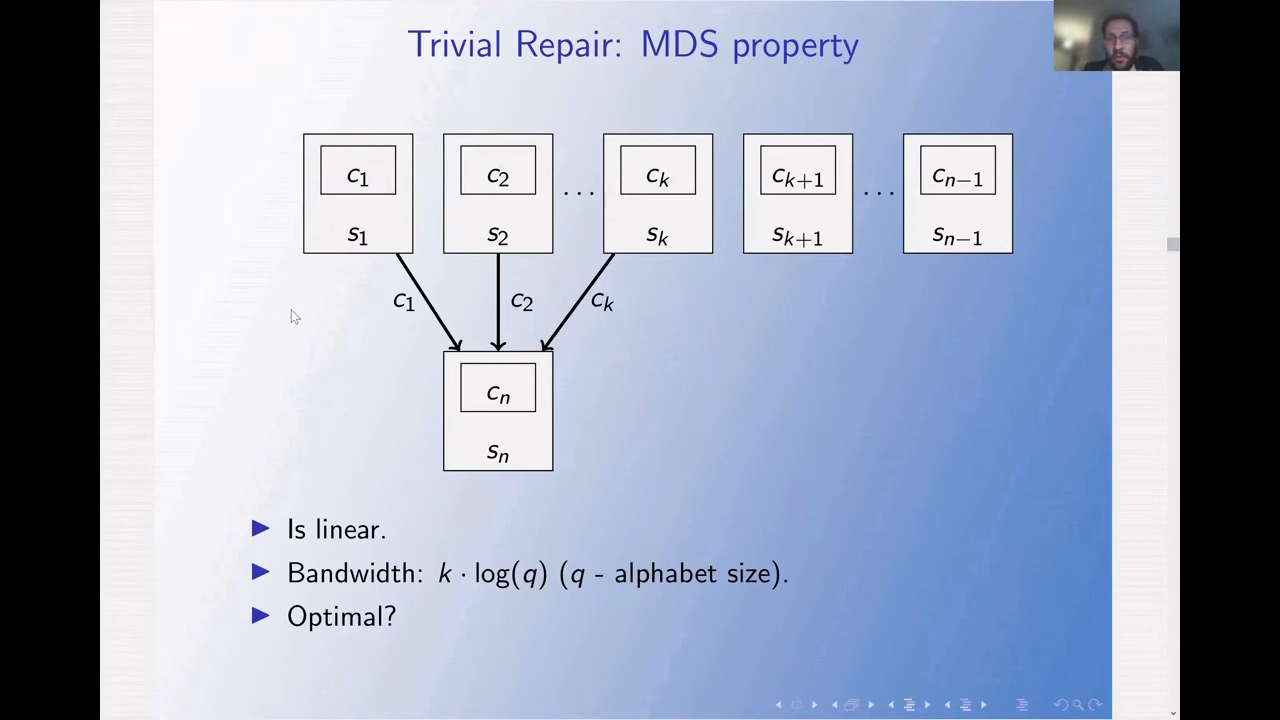 Trivial Repair: MDS property
c₁ c₂ … cₖ cₖ₊₁ … cₙ₋₁
s₁ s₂ sₖ sₖ₊₁ sₙ₋₁
c₁ c₂ cₖ
cₙ
sₙ
Is linear.
Bandwidth: k · log(q) (q - alphabet size).
Optimal?